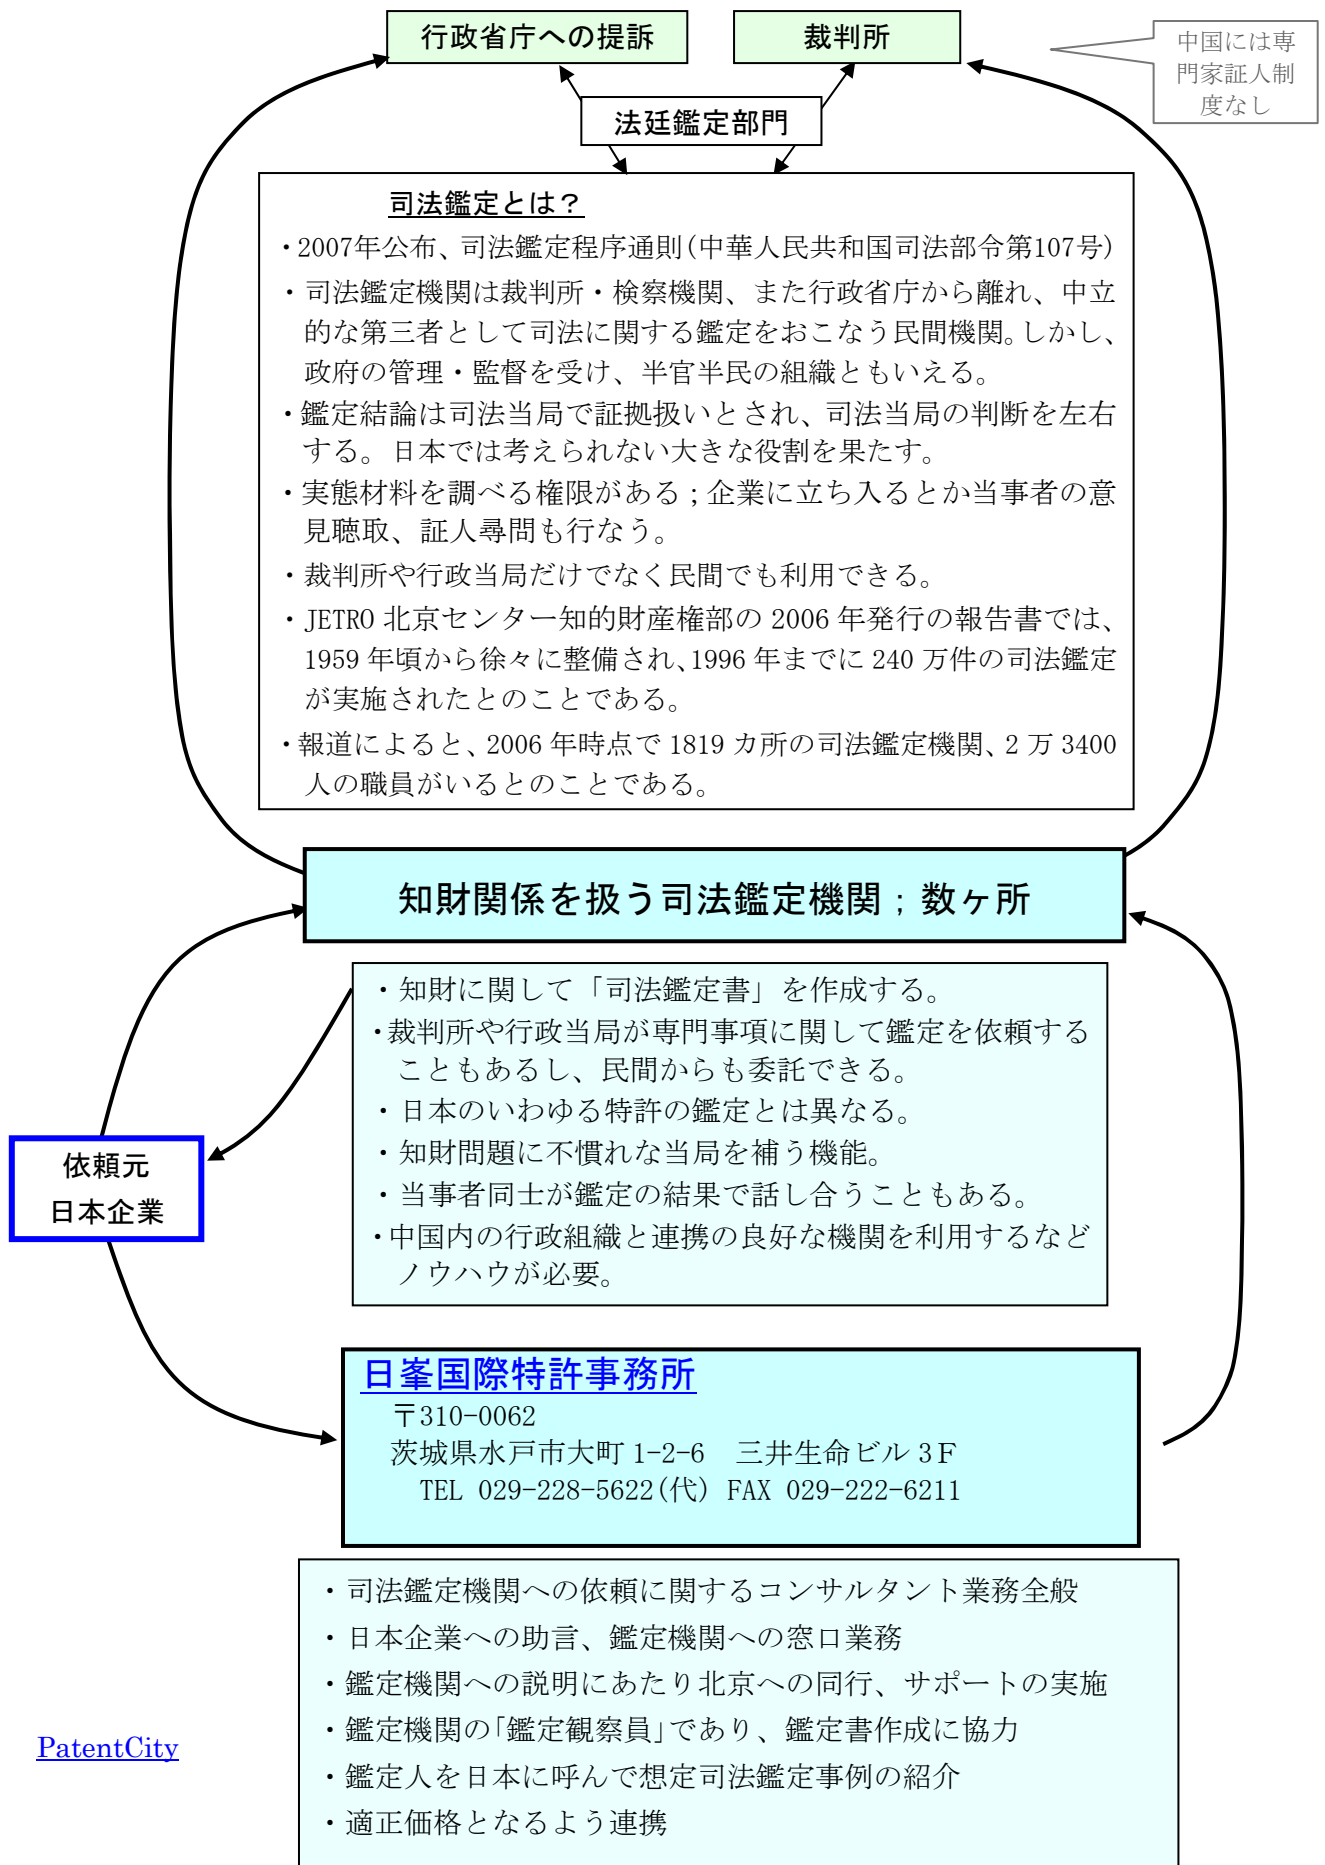 行政省庁への提訴
裁判所
中国には専
門家証人制
度なし
法廷鑑定部門
司法鑑定とは？
・2007年公布、司法鑑定程序通則(中華人民共和国司法部令第107号)
・司法鑑定機関は裁判所・検察機関、また行政省庁から離れ、中立
的な第三者として司法に関する鑑定をおこなう民間機関。しかし、
政府の管理・監督を受け、半官半民の組織ともいえる。
・鑑定結論は司法当局で証拠扱いとされ、司法当局の判断を左右
する。日本では考えられない大きな役割を果たす。
・実態材料を調べる権限がある；企業に立ち入るとか当事者の意
見聴取、証人尋問も行なう。
・裁判所や行政当局だけでなく民間でも利用できる。
・JETRO 北京センター知的財産権部の 2006 年発行の報告書では、
1959 年頃から徐々に整備され、1996 年までに 240 万件の司法鑑定
が実施されたとのことである。
・報道によると、2006 年時点で 1819 カ所の司法鑑定機関、2 万 3400
人の職員がいるとのことである。
知財関係を扱う司法鑑定機関；数ヶ所
・知財に関して「司法鑑定書」を作成する。
・裁判所や行政当局が専門事項に関して鑑定を依頼する
こともあるし、民間からも委託できる。
・日本のいわゆる特許の鑑定とは異なる。
・知財問題に不慣れな当局を補う機能。
・当事者同士が鑑定の結果で話し合うこともある。
・中国内の行政組織と連携の良好な機関を利用するなど
ノウハウが必要。
依頼元
日本企業
日峯国際特許事務所
〒310-0062
茨城県水戸市大町 1-2-6　三井生命ビル 3Ｆ
TEL 029-228-5622(代) FAX 029-222-6211
・司法鑑定機関への依頼に関するコンサルタント業務全般
・日本企業への助言、鑑定機関への窓口業務
・鑑定機関への説明にあたり北京への同行、サポートの実施
・鑑定機関の「鑑定観察員」であり、鑑定書作成に協力
・鑑定人を日本に呼んで想定司法鑑定事例の紹介
・適正価格となるよう連携
PatentCity